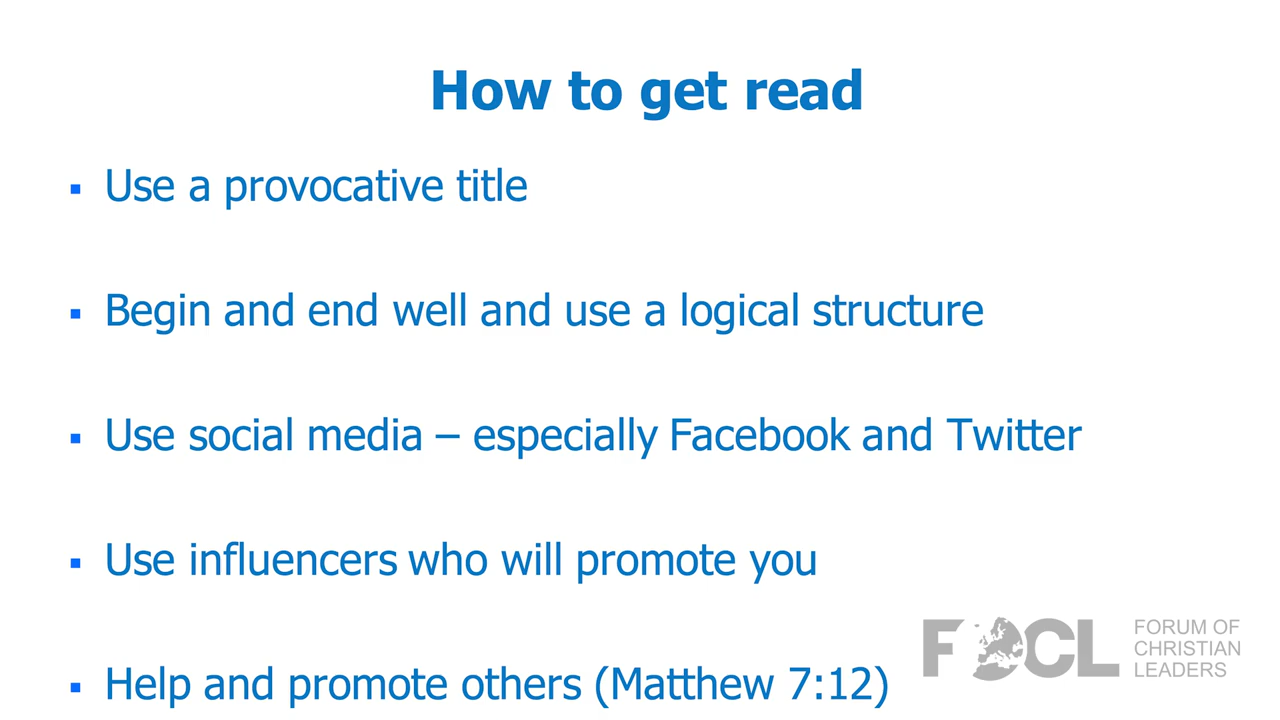 How to get read
▪ Use a provocative title
▪ Begin and end well and use a logical structure
▪ Use social media – especially Facebook and Twitter
▪ Use influencers who will promote you
▪ Help and promote others (Matthew 7:12)
FOCL
FORUM OF
CHRISTIAN
LEADERS